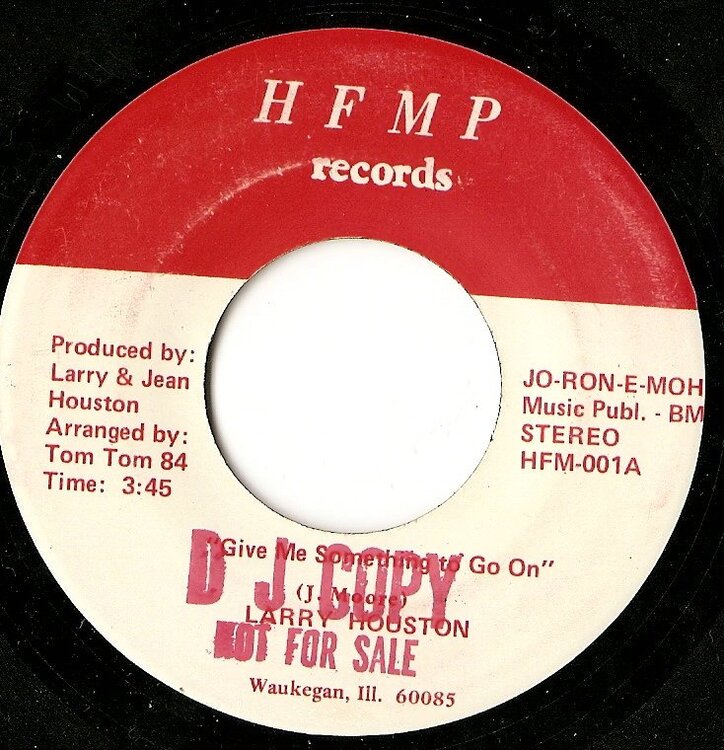 H F M P
records
Produced by:
Larry & Jean
Houston
Arranged by:
Tom Tom 84
Time: 3:45
JO-RON-E-MOH
Music Publ. - BM
STEREO
HFM-001A
"Give Me Something to Go On"
D J COPY
(J. Moore)
LARRY HOUSTON
NOT FOR SALE
Waukegan, Ill. 60085